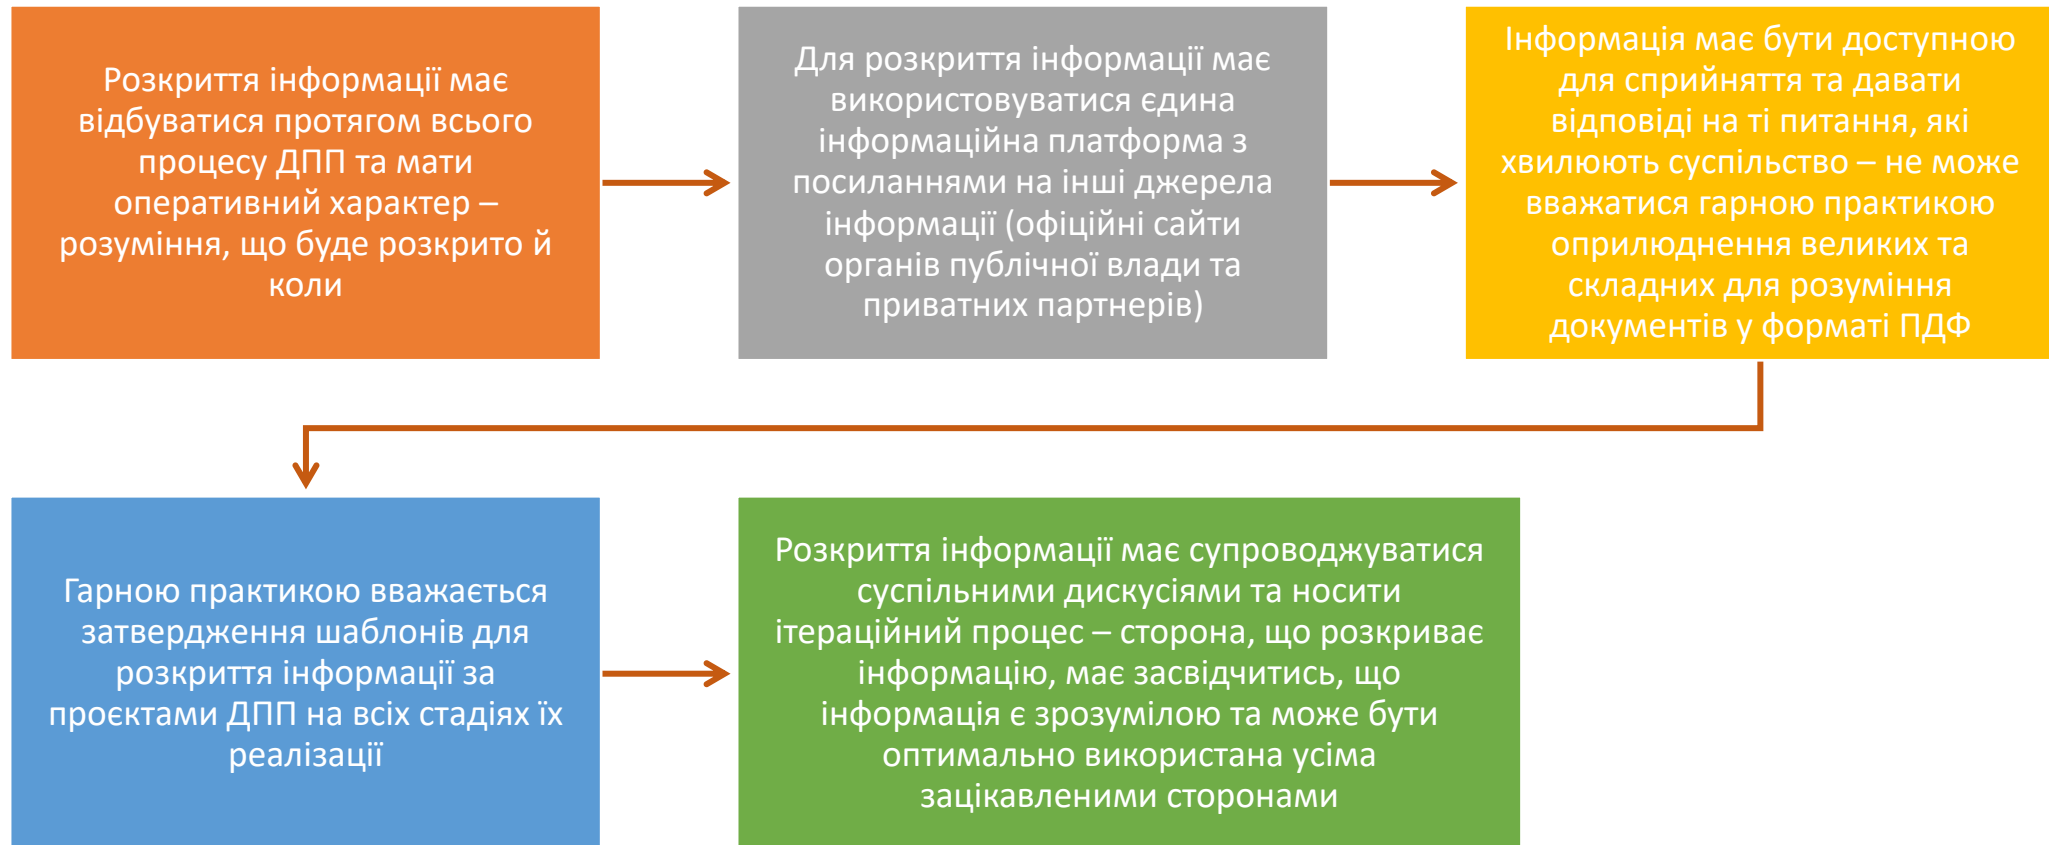 Розкриття інформації має
відбуватися протягом всього
процесу ДПП та мати
оперативний характер –
розуміння, що буде розкрито й
коли
Для розкриття інформації має
використовуватися єдина
інформаційна платформа з
посиланнями на інші джерела
інформації (офіційні сайти
органів публічної влади та
приватних партнерів)
Інформація має бути доступною
для сприйняття та давати
відповіді на ті питання, які
хвилюють суспільство – не може
вважатися гарною практикою
оприлюднення великих та
складних для розуміння
документів у форматі ПДФ
Гарною практикою вважається
затвердження шаблонів для
розкриття інформації за
проєктами ДПП на всіх стадіях їх
реалізації
Розкриття інформації має супроводжуватися
суспільними дискусіями та носити
ітераційний процес – сторона, що розкриває
інформацію, має засвідчитись, що
інформація є зрозумілою та може бути
оптимально використана усіма
зацікавленими сторонами